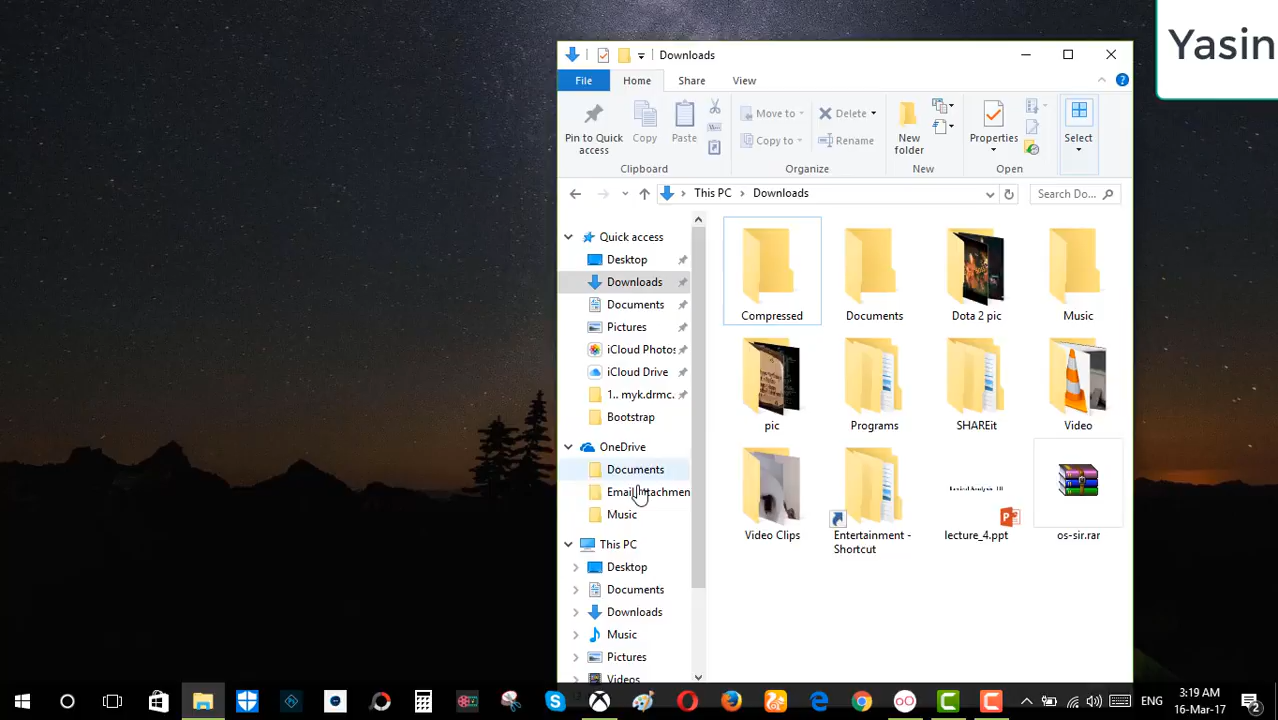 Yasin
Downloads
File Home Share View
Pin to Quick access
Copy
Paste
Clipboard
Move to
Copy to
Delete
Rename
Organize
New folder
New
Properties
Open
Select
This PC Downloads
Search Do...
Quick access
Desktop
Downloads
Documents
Pictures
iCloud Photos
iCloud Drive
1.. myk.drmc.
Bootstrap
OneDrive
Documents
Email attachmen
Music
This PC
Desktop
Documents
Downloads
Music
Pictures
Videos
Compressed
Documents
Dota 2 pic
Music
pic
Programs
SHAREit
Video
Video Clips
Entertainment -
Shortcut
lecture_4.ppt
os-sir.rar
ENG
3:19 AM
16-Mar-17
2